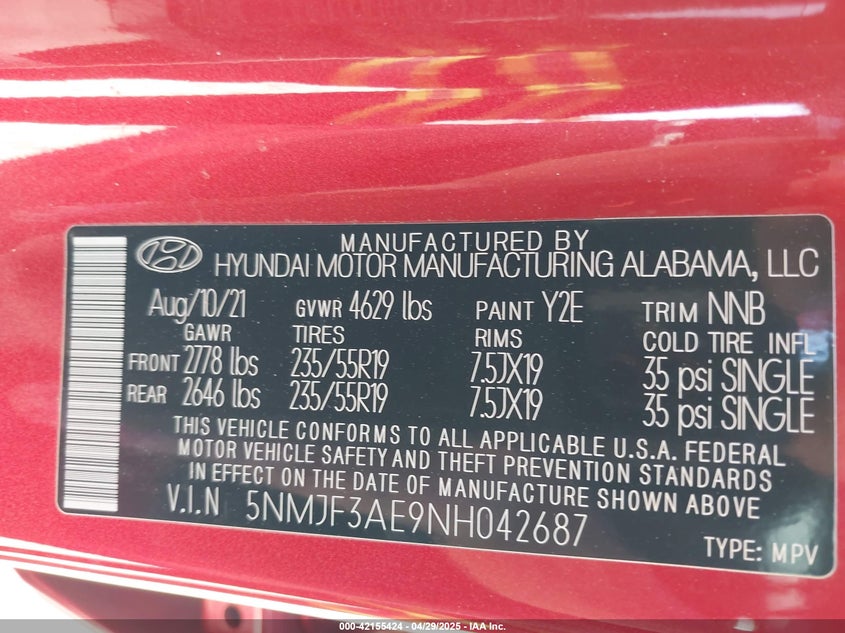 MANUFACTURED BY
HYUNDAI MOTOR MANUFACTURING ALABAMA, LLC
Aug/10/21 GVWR 4629 lbs PAINT Y2E TRIM NNB
GAWR TIRES RIMS COLD TIRE INFL
FRONT 2778 lbs 235/55R19 7.5JX19 35 psi SINGLE
REAR 2646 lbs 235/55R19 7.5JX19 35 psi SINGLE
THIS VEHICLE CONFORMS TO ALL APPLICABLE U.S.A. FEDERAL
MOTOR VEHICLE SAFETY AND THEFT PREVENTION STANDARDS
IN EFFECT ON THE DATE OF MANUFACTURE SHOWN ABOVE
V.I.N 5NMJF3AE9NH042687
TYPE: MPV
000-42155424 - 04/29/2025 - IAA Inc.